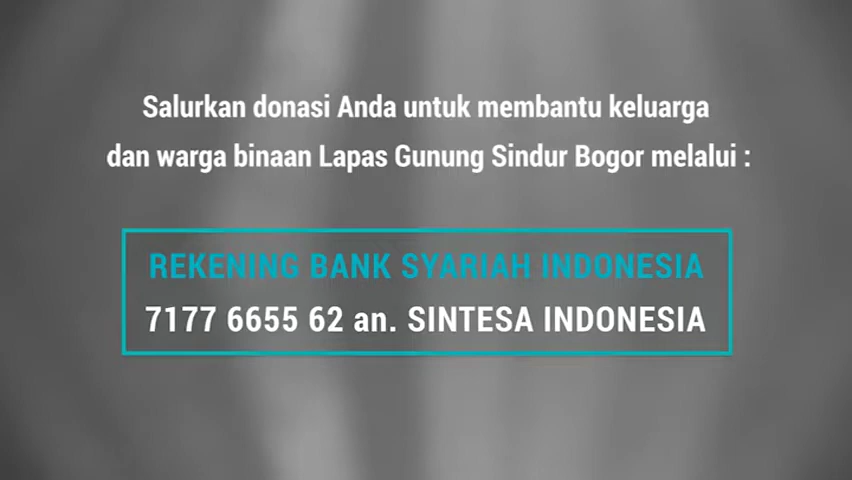 Salurkan donasi Anda untuk membantu keluarga
dan warga binaan Lapas Gunung Sindur Bogor melalui :
REKENING BANK SYARIAH INDONESIA
7177 6655 62 an. SINTESA INDONESIA